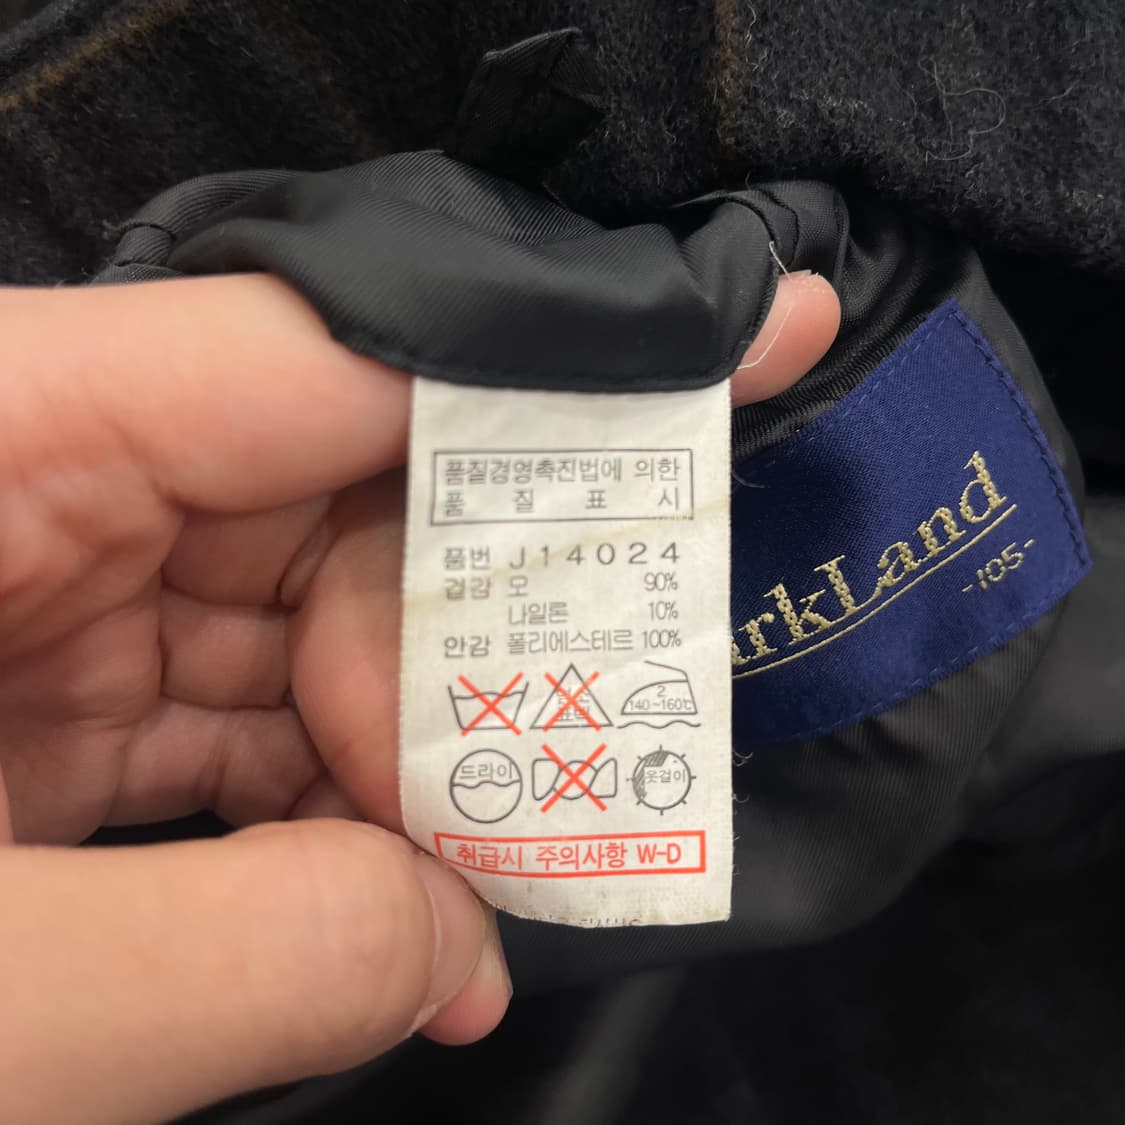 품질경영촉진법에 의한
품 질 표 시
품번 J14024
겉감 모 90%
나일론 10%
안감 폴리에스테르 100%
2
140~160℃
드라이
옷걸이
취급시 주의사항 W-D
arkLand
-105-